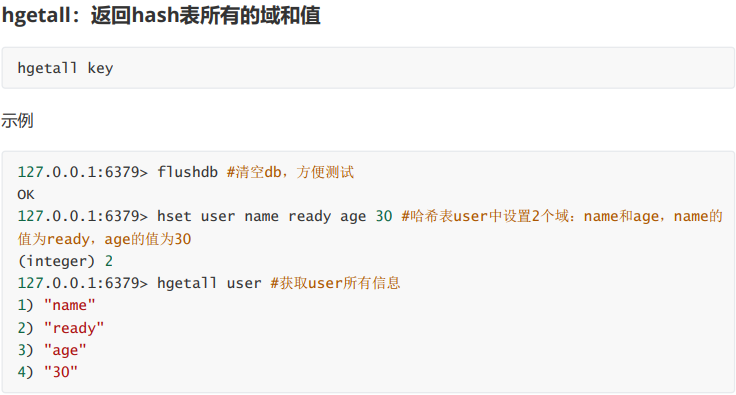 hgetall：返回hash表所有的域和值
hgetall key
示例
127.0.0.1:6379> flushdb #清空db，方便测试
OK
127.0.0.1:6379> hset user name ready age 30 #哈希表user中设置2个域：name和age，name的
值为ready，age的值为30
(integer) 2
127.0.0.1:6379> hgetall user #获取user所有信息
1) "name"
2) "ready"
3) "age"
4) "30"